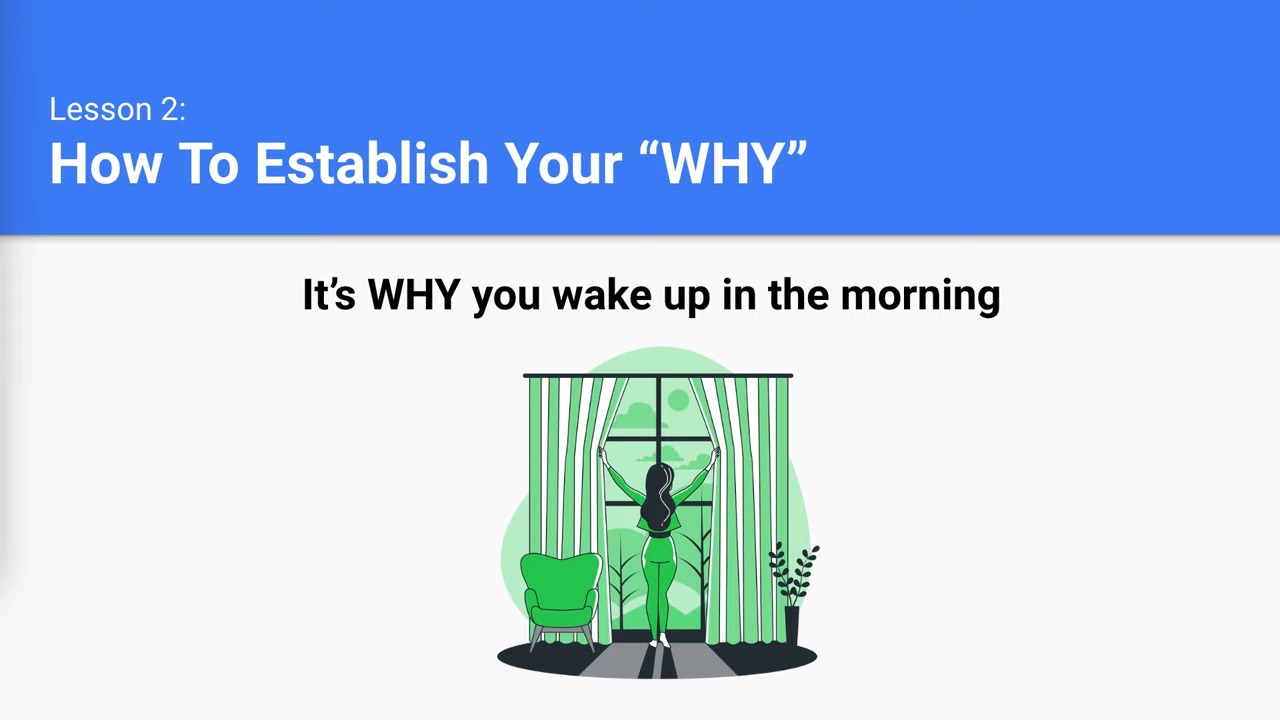 Lesson 2:
How To Establish Your “WHY”
It’s WHY you wake up in the morning